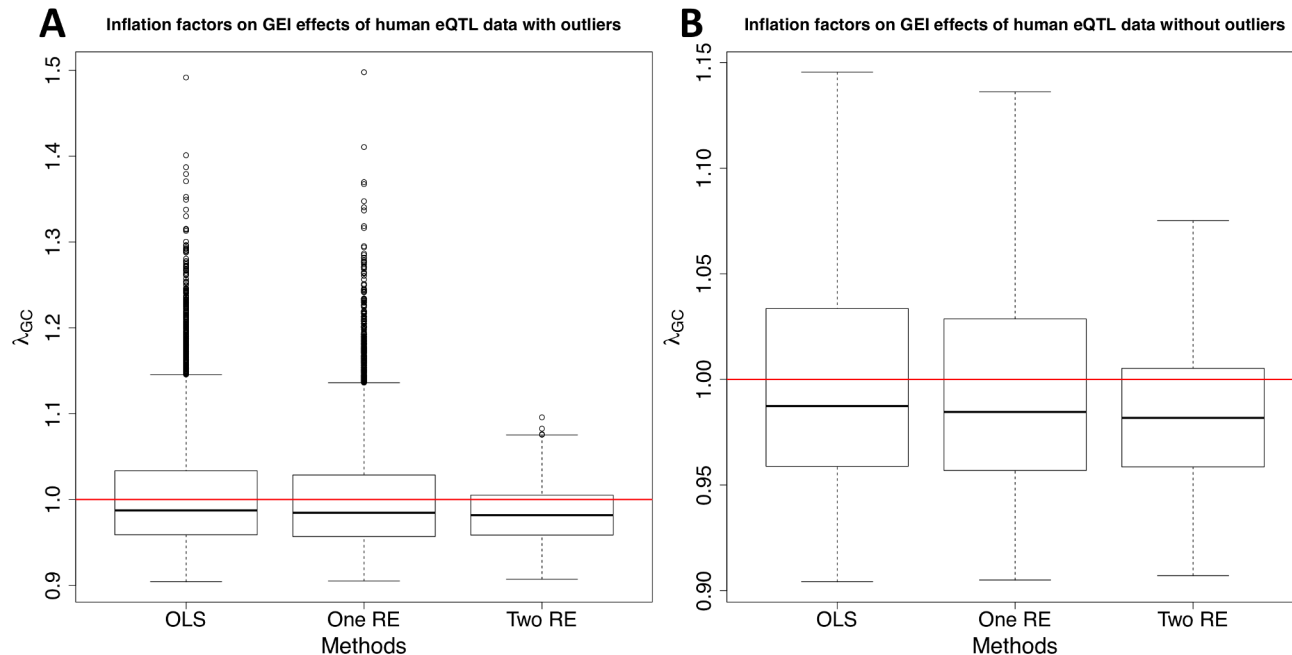 A
Inflation factors on GEI effects of human eQTL data with outliers
1.5
1.4
1.3
1.2
1.1
1.0
0.9
λGC
OLS
One RE
Two RE
Methods
B
Inflation factors on GEI effects of human eQTL data without outliers
1.15
1.10
1.05
1.00
0.95
0.90
λGC
OLS
One RE
Two RE
Methods